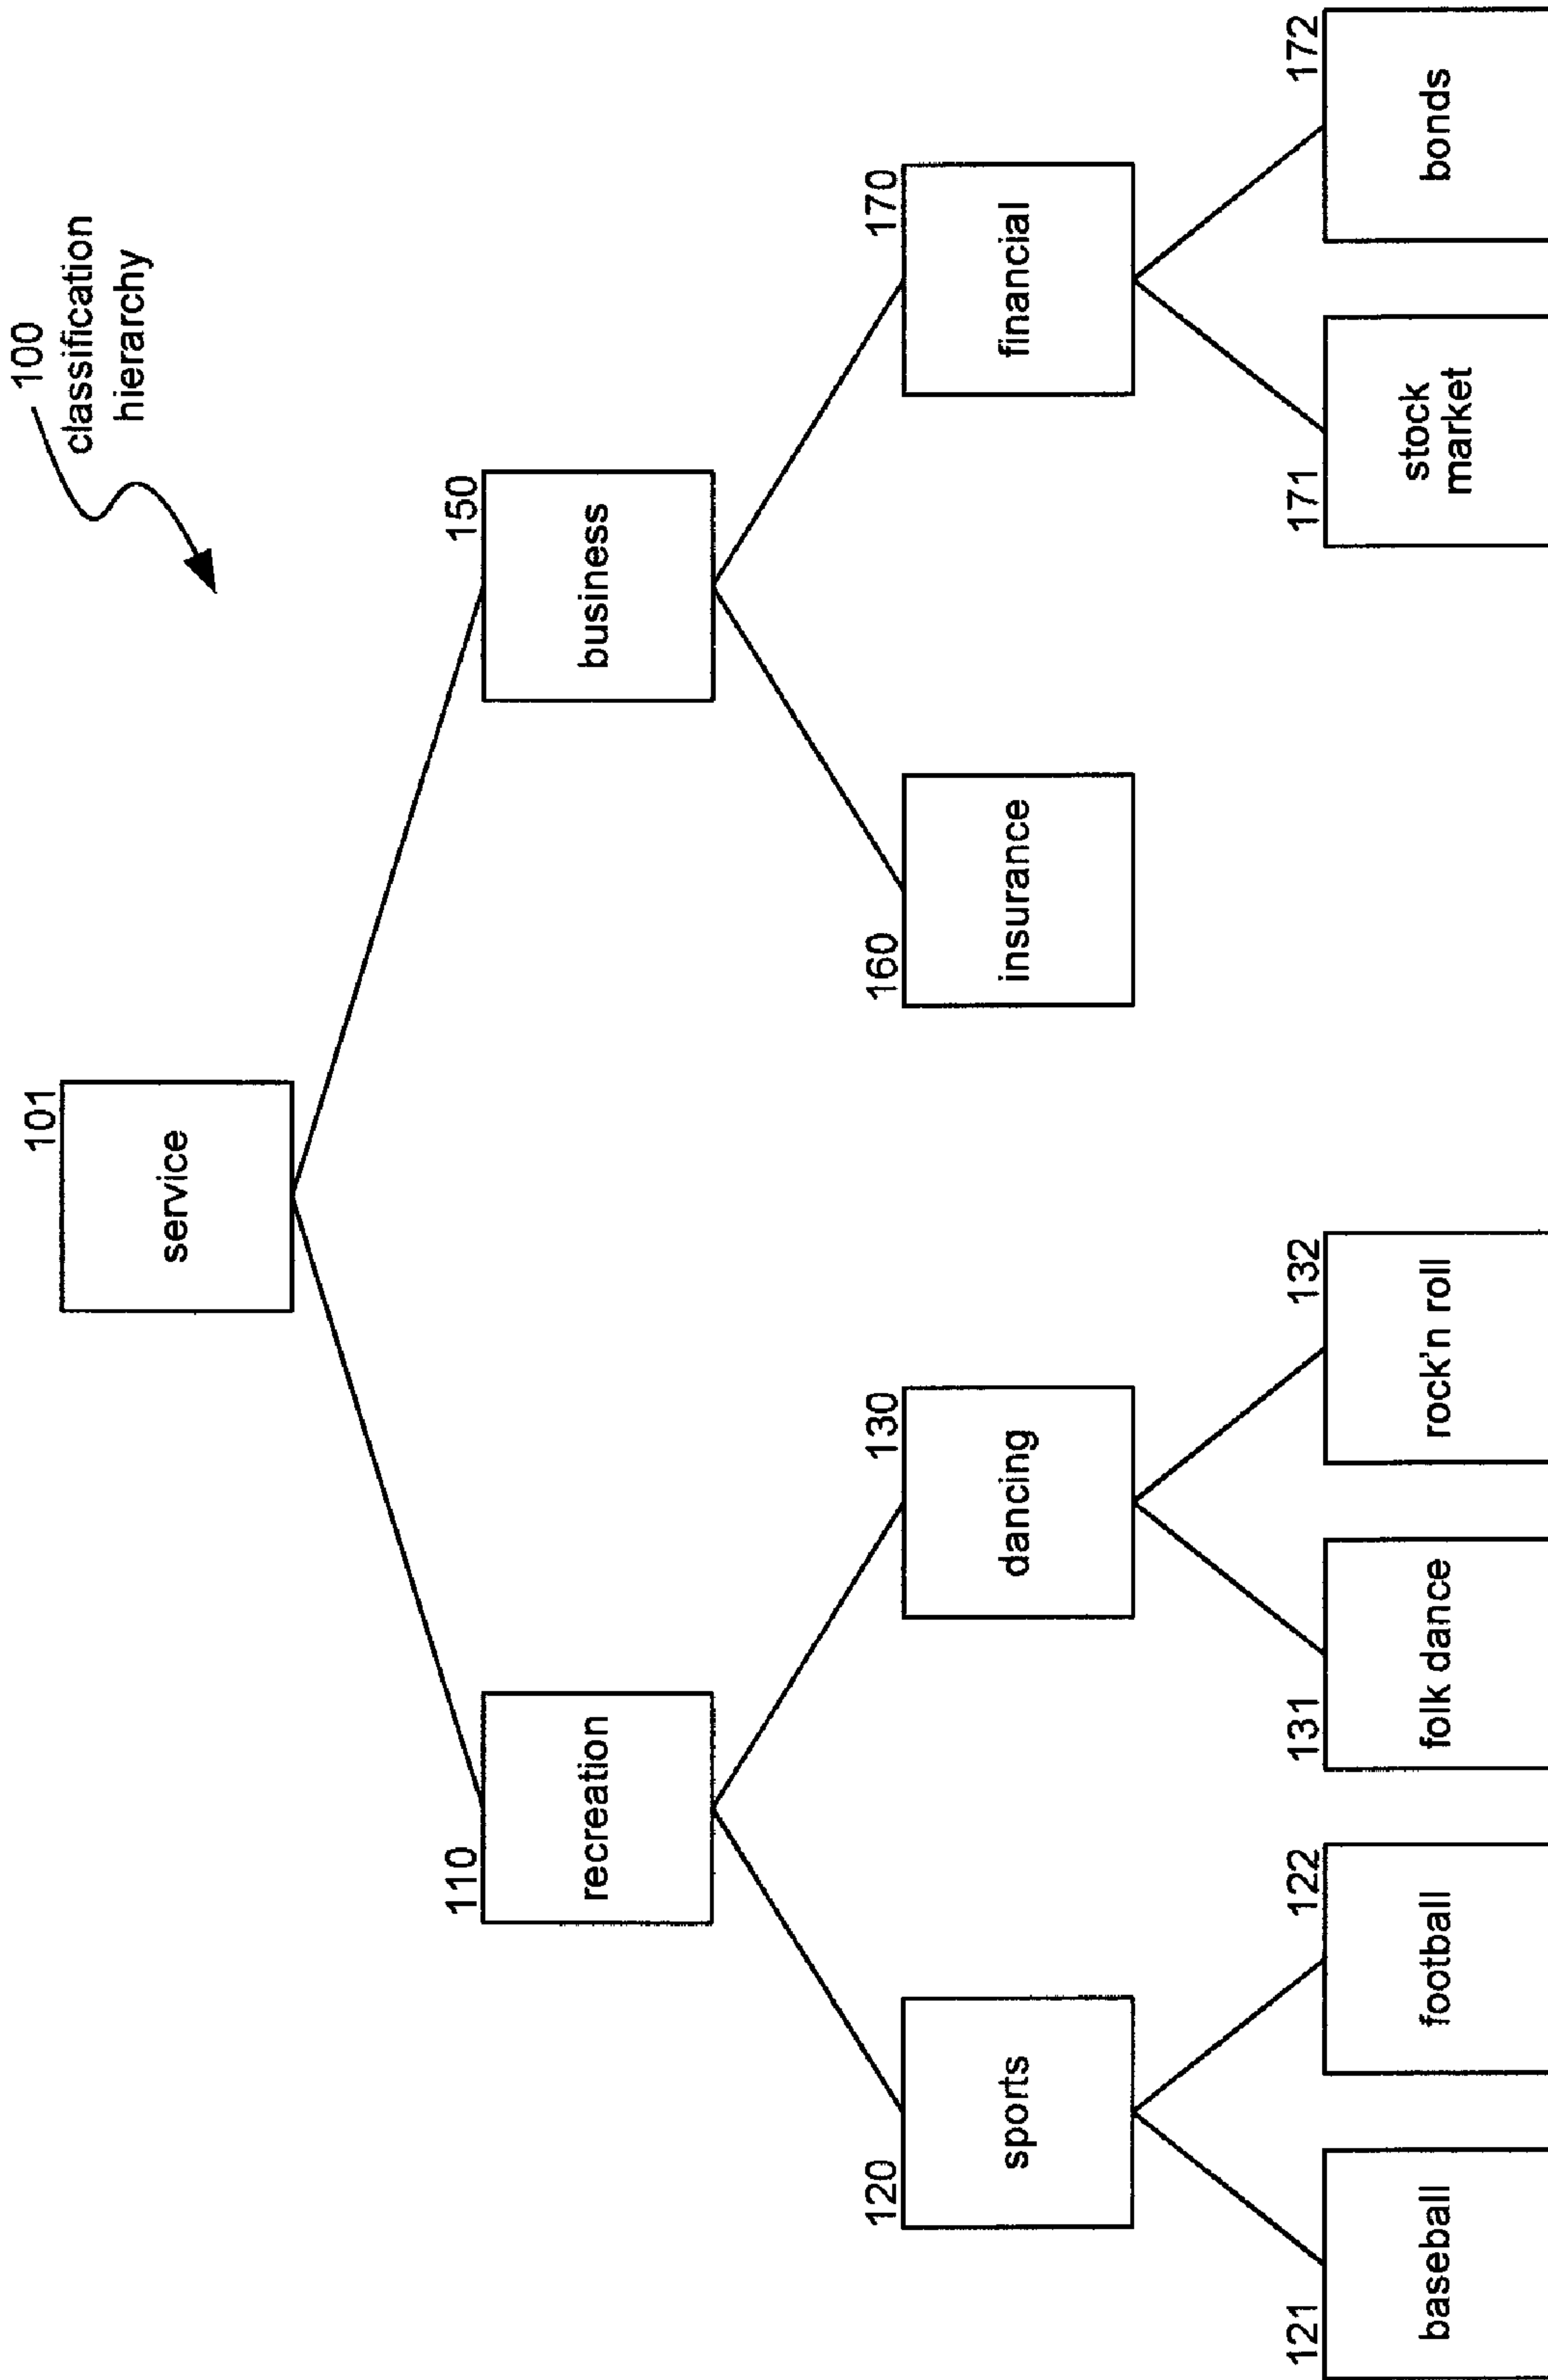 100
classification
hierarchy
101
service
110
recreation
150
business
120
sports
130
dancing
160
insurance
170
financial
121
baseball
122
football
131
folk dance
132
rock'n roll
171
stock
market
172
bonds